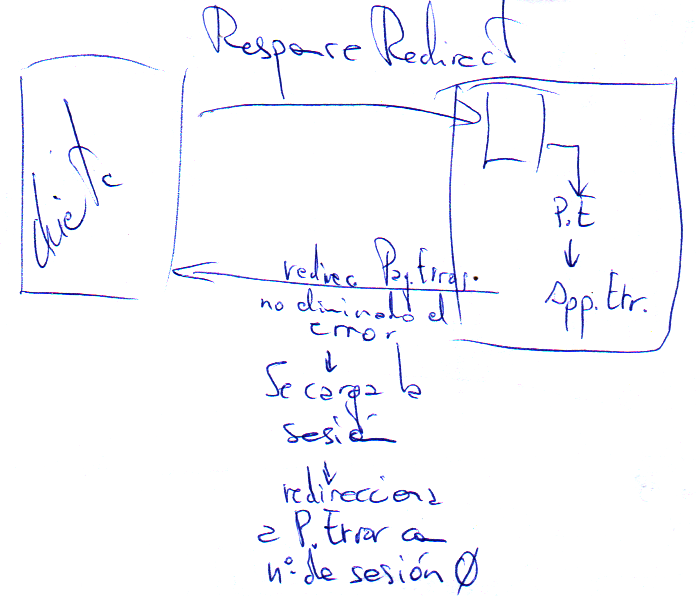 Response Redirect
cliente
P.E
App. Err.
redirec Pag. Error.
no eliminado el
error
Se carga la
sesión
redirecciona
a P. Error con
nº de sesión 0